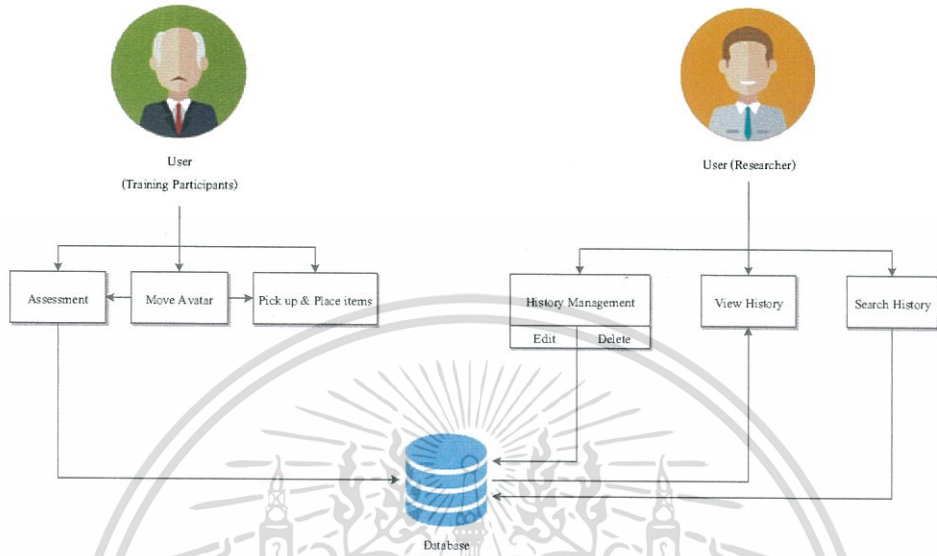 User
(Training Participants)
User (Researcher)
Assessment
Move Avatar
Pick up & Place items
History Management
Edit
Delete
View History
Search History
Database